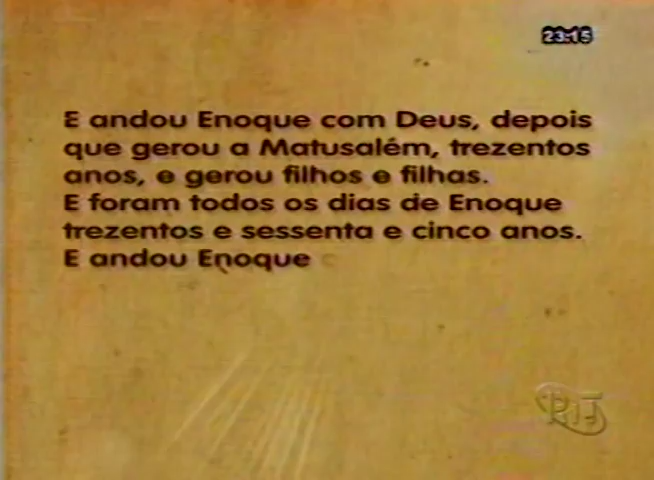 23:15
E andou Enoque com Deus, depois
que gerou a Matusalém, trezentos
anos, e gerou filhos e filhas.
E foram todos os dias de Enoque
trezentos e sessenta e cinco anos.
E andou Enoque
RIT